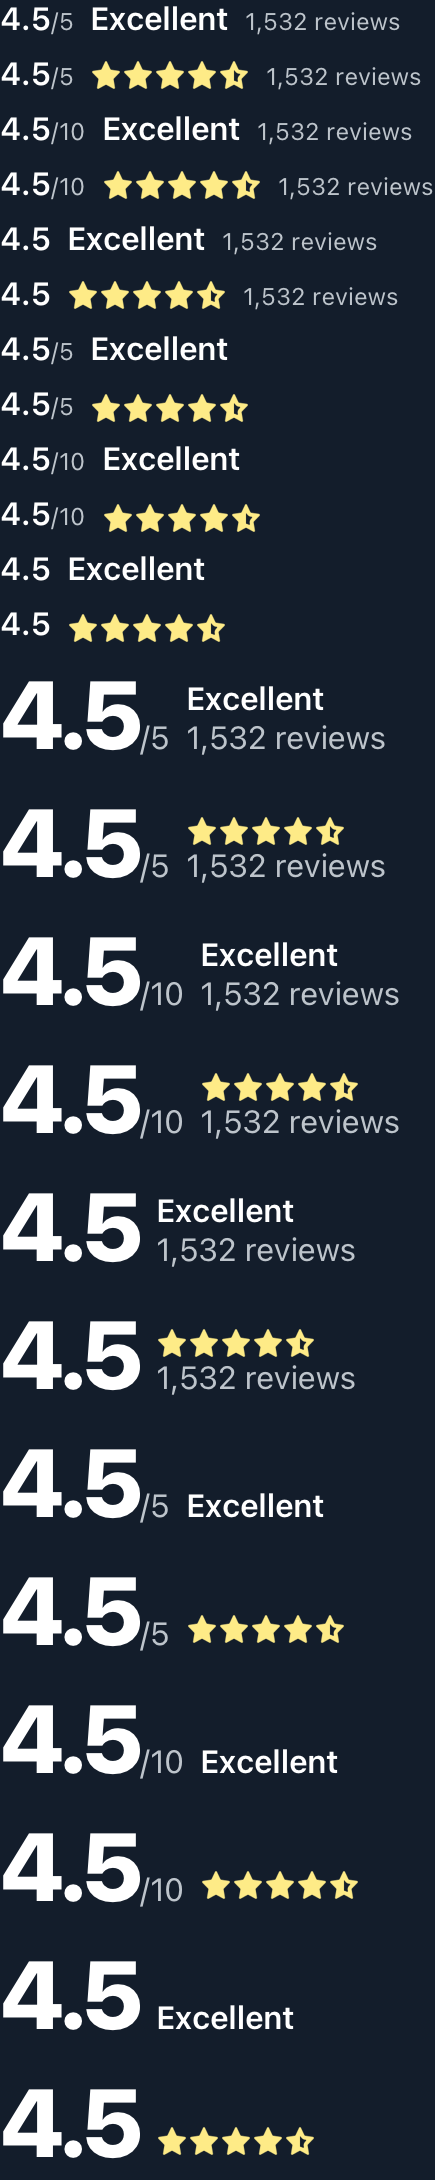 4.5/5 Excellent 1,532 reviews
4.5/5 1,532 reviews
4.5/10 Excellent 1,532 reviews
4.5/10 1,532 reviews
4.5 Excellent 1,532 reviews
4.5 1,532 reviews
4.5/5 Excellent
4.5/5
4.5/10 Excellent
4.5/10
4.5 Excellent
4.5
4.5/5 Excellent
1,532 reviews
4.5/5
1,532 reviews
4.5/10 Excellent
1,532 reviews
4.5/10
1,532 reviews
4.5 Excellent
1,532 reviews
4.5
1,532 reviews
4.5/5 Excellent
4.5/5
4.5/10 Excellent
4.5/10
4.5 Excellent
4.5